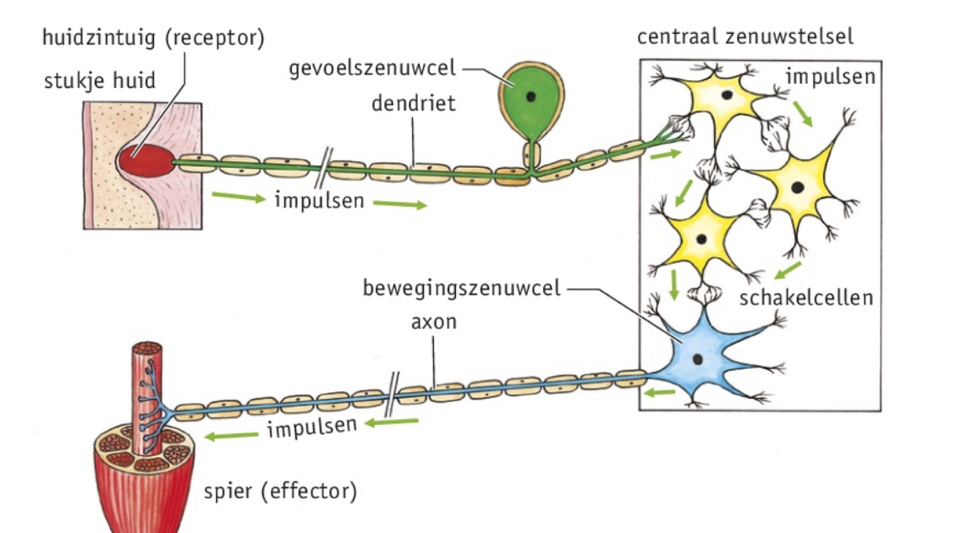 huidzintuig (receptor)
stukje huid
gevoelszenuwcel
dendriet
impulsen
centraal zenuwstelsel
impulsen
schakelcellen
bewegingszenuwcel
axon
impulsen
spier (effector)